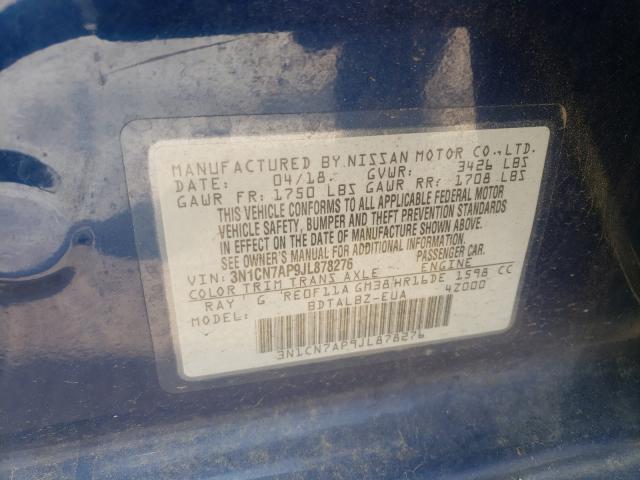 MANUFACTURED BY NISSAN MOTOR CO., LTD.
DATE: 04/18. GVWR: 3426 LBS
GAWR FR: 1750 LBS GAWR RR: 1708 LBS
THIS VEHICLE CONFORMS TO ALL APPLICABLE FEDERAL MOTOR
VEHICLE SAFETY, BUMPER AND THEFT PREVENTION STANDARDS
IN EFFECT ON THE DATE OF MANUFACTURE SHOWN ABOVE.
SEE OWNER'S MANUAL FOR ADDITIONAL INFORMATION.
VIN: 3N1CN7AP9JL878276 PASSENGER CAR.
COLOR TRIM TRANS AXLE ENGINE
RAY G RE0F11A GM38 HR16DE 1598 CC
MODEL: BDTALBZ-EUA 4Z000
3N1CN7AP9JL878276